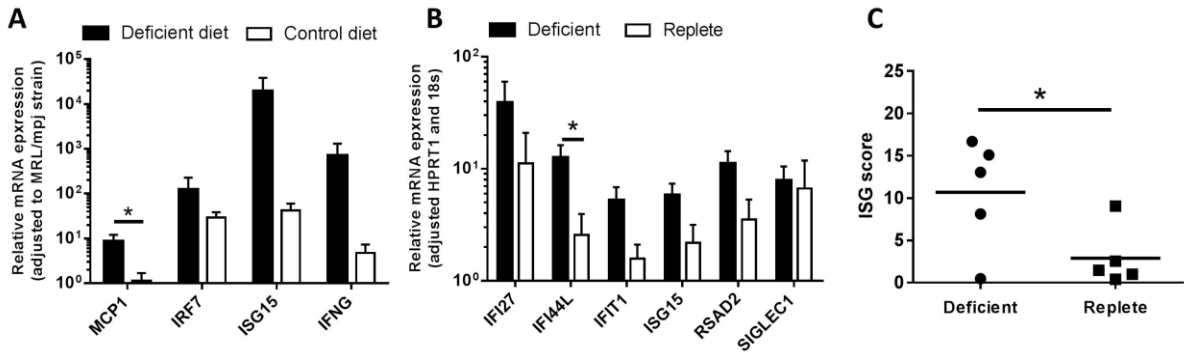 A
Deficient diet
Control diet
Relative mRNA epxression
(adjusted to MRL/mpj strain)
10^5
10^4
10^3
10^2
10^1
10^0
*
MCP1
IRF7
ISG15
IFNG
B
Deficient
Replete
Relative mRNA epxression
(adjusted HPRT1 and 18s)
10^2
10^1
10^0
*
IFI27
IFI44L
IFIT1
ISG15
RSAD2
SIGLEC1
C
ISG score
25
20
15
10
5
0
*
Deficient
Replete